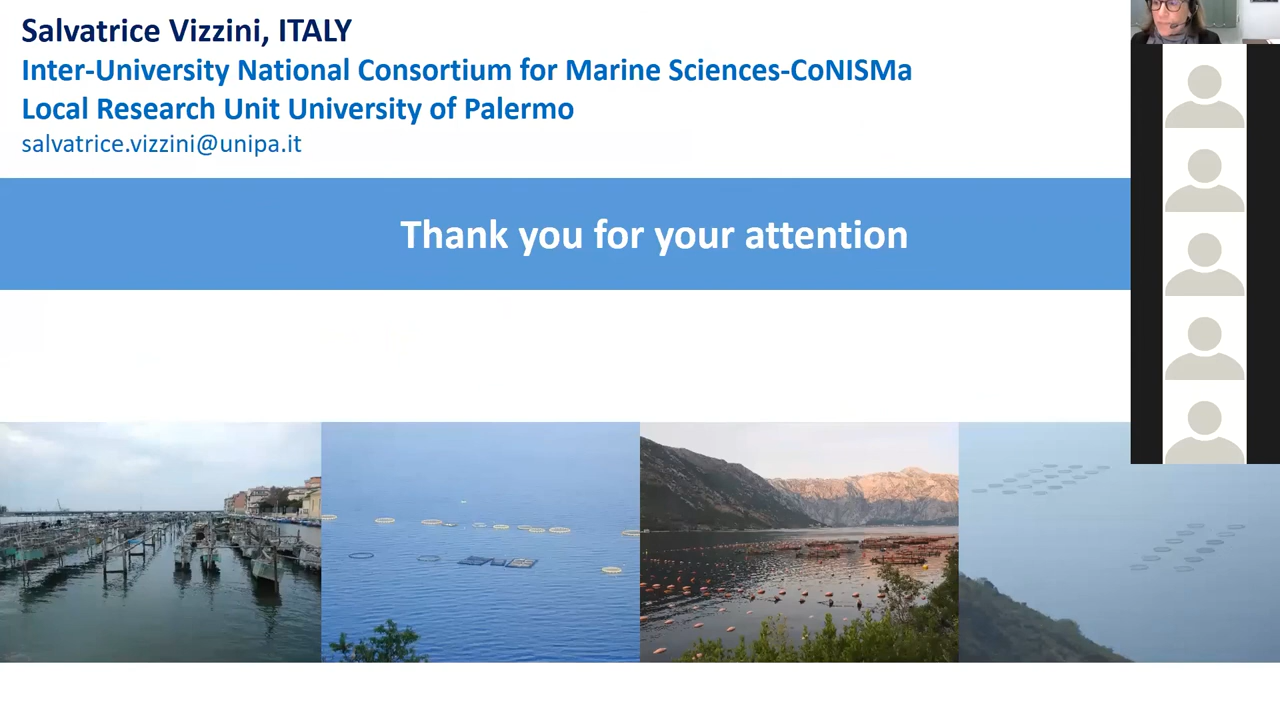 Salvatrice Vizzini, ITALY
Inter-University National Consortium for Marine Sciences-CoNISMa
Local Research Unit University of Palermo
salvatrice.vizzini@unipa.it
Thank you for your attention